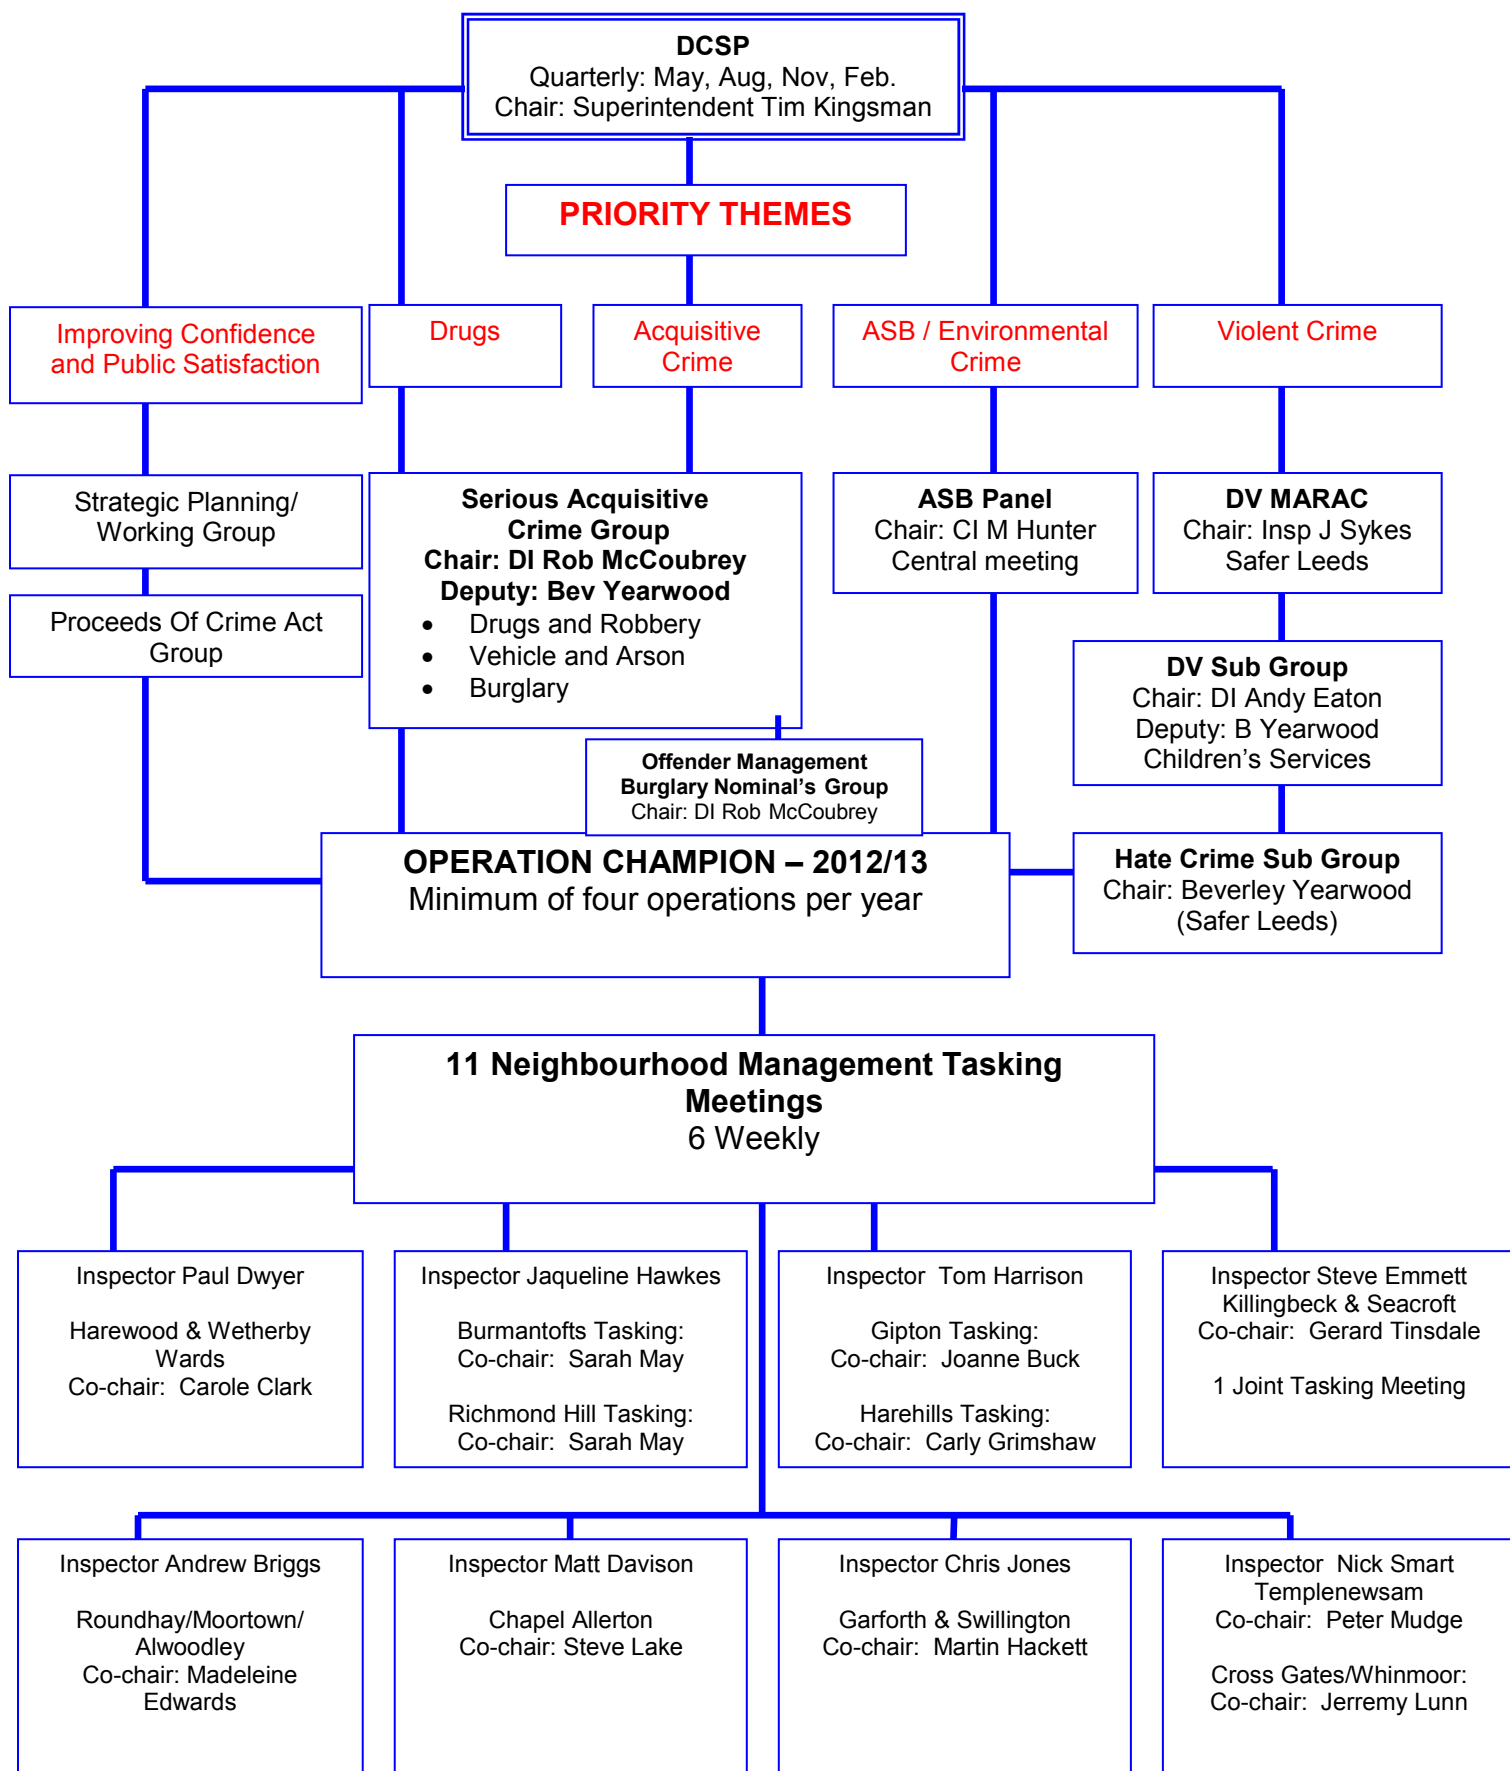 DCSP
Quarterly: May, Aug, Nov, Feb.
Chair: Superintendent Tim Kingsman
PRIORITY THEMES
Improving Confidence
and Public Satisfaction
Drugs
Acquisitive
Crime
ASB / Environmental
Crime
Violent Crime
Strategic Planning/
Working Group
Proceeds Of Crime Act
Group
Serious Acquisitive
Crime Group
Chair: DI Rob McCoubrey
Deputy: Bev Yearwood
• Drugs and Robbery
• Vehicle and Arson
• Burglary
Offender Management
Burglary Nominal's Group
Chair: DI Rob McCoubrey
ASB Panel
Chair: CI M Hunter
Central meeting
DV MARAC
Chair: Insp J Sykes
Safer Leeds
DV Sub Group
Chair: DI Andy Eaton
Deputy: B Yearwood
Children's Services
Hate Crime Sub Group
Chair: Beverley Yearwood
(Safer Leeds)
OPERATION CHAMPION – 2012/13
Minimum of four operations per year
11 Neighbourhood Management Tasking
Meetings
6 Weekly
Inspector Paul Dwyer
Harewood & Wetherby
Wards
Co-chair: Carole Clark
Inspector Jaqueline Hawkes
Burmantofts Tasking:
Co-chair: Sarah May
Richmond Hill Tasking:
Co-chair: Sarah May
Inspector Tom Harrison
Gipton Tasking:
Co-chair: Joanne Buck
Harehills Tasking:
Co-chair: Carly Grimshaw
Inspector Steve Emmett
Killingbeck & Seacroft
Co-chair: Gerard Tinsdale
1 Joint Tasking Meeting
Inspector Andrew Briggs
Roundhay/Moortown/
Alwoodley
Co-chair: Madeleine
Edwards
Inspector Matt Davison
Chapel Allerton
Co-chair: Steve Lake
Inspector Chris Jones
Garforth & Swillington
Co-chair: Martin Hackett
Inspector Nick Smart
Templenewsam
Co-chair: Peter Mudge
Cross Gates/Whinmoor:
Co-chair: Jerremy Lunn